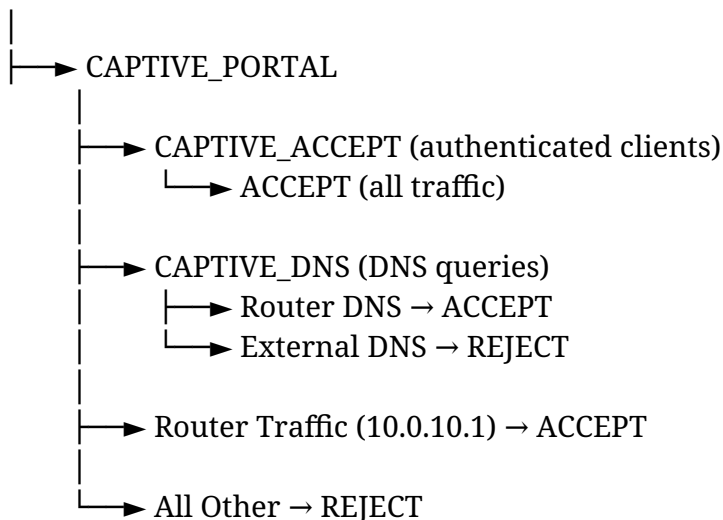 CAPTIVE_PORTAL
CAPTIVE_ACCEPT (authenticated clients)
ACCEPT (all traffic)
CAPTIVE_DNS (DNS queries)
Router DNS → ACCEPT
External DNS → REJECT
Router Traffic (10.0.10.1) → ACCEPT
All Other → REJECT